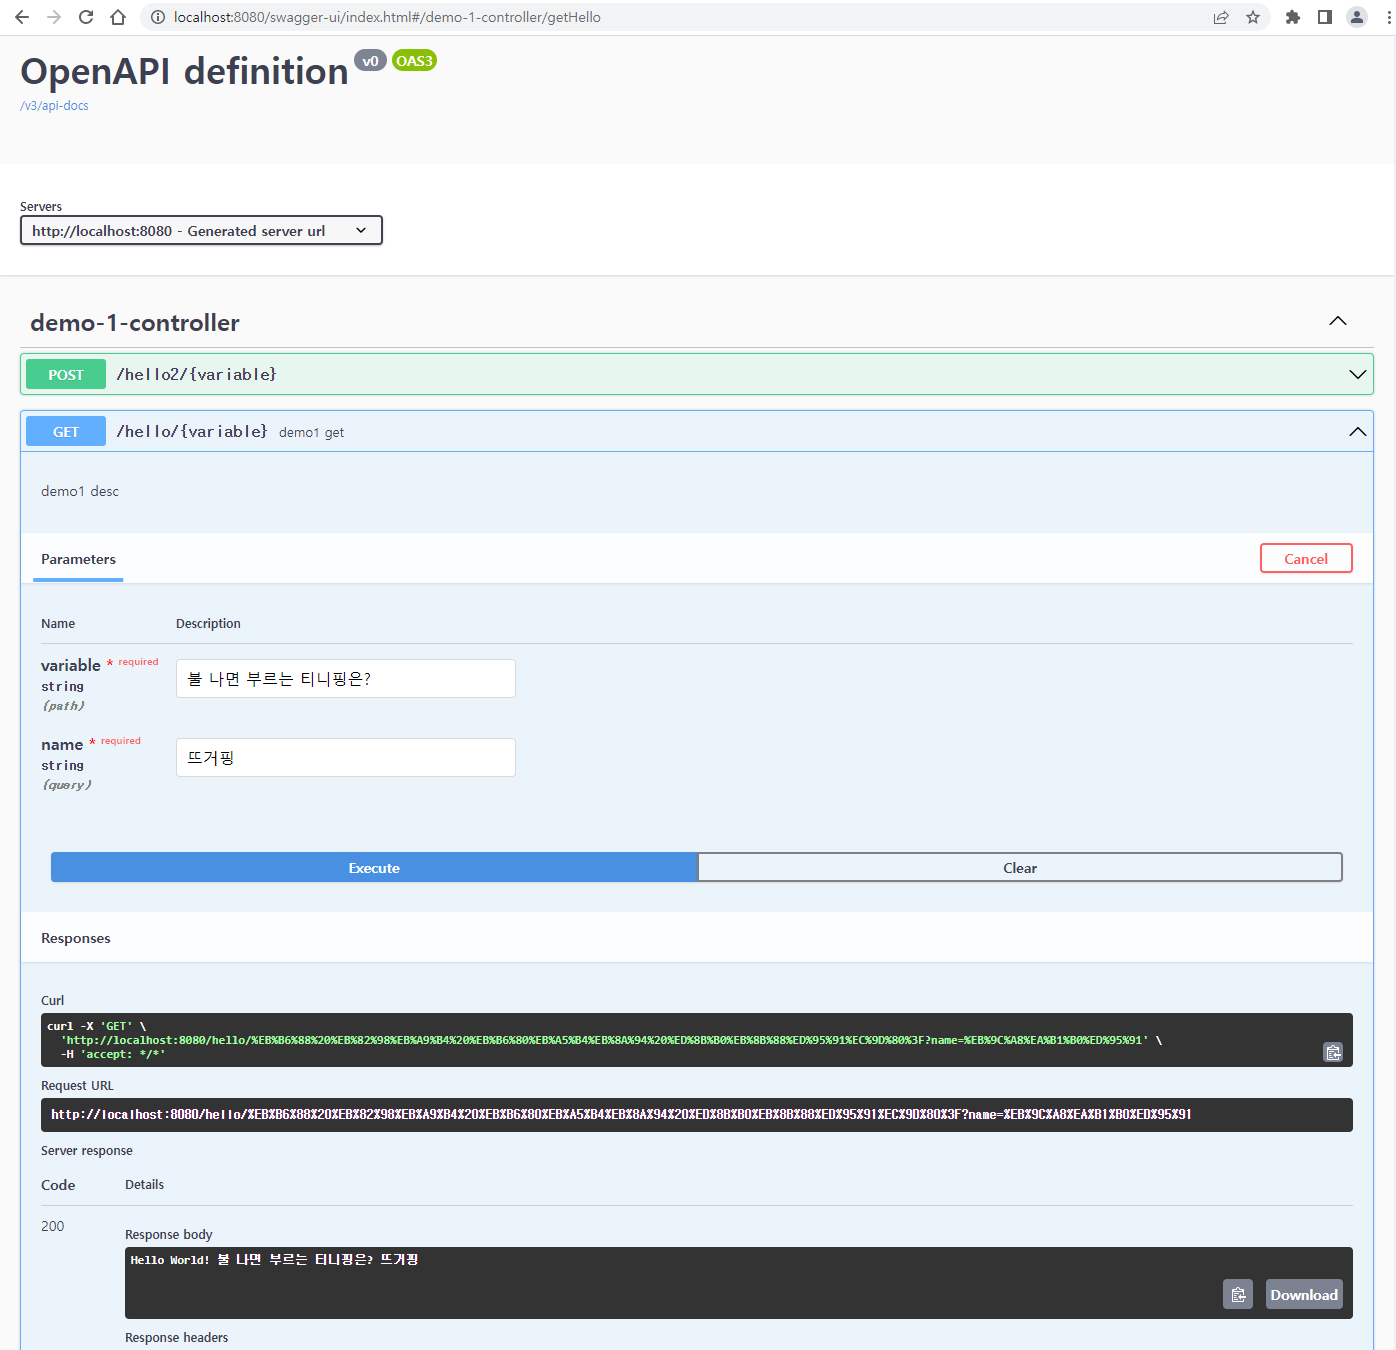 localhost:8080/swagger-ui/index.html#/demo-1-controller/getHello
OpenAPI definition v0 OAS3
/v3/api-docs
Servers
http://localhost:8080 - Generated server url
demo-1-controller
POST /hello2/{variable}
GET /hello/{variable} demo1 get
demo1 desc
Parameters Cancel
Name Description
variable * required
string
(path)
불 나면 부르는 티니핑은?
name * required
string
(query)
뜨거핑
Execute Clear
Responses
Curl
curl -X 'GET' \
'http://localhost:8080/hello/%EB%B6%88%20%EB%82%98%EB%A9%B4%20%EB%B6%80%EB%A5%B4%EB%8A%94%20%ED%8B%B0%EB%8B%88%ED%95%91%EC%9D%80%3F?name=%EB%9C%A8%EA%B1%B0%ED%95%91' \
-H 'accept: */*'
Request URL
http://localhost:8080/hello/%EB%B6%88%20%EB%82%98%EB%A9%B4%20%EB%B6%80%EB%A5%B4%EB%8A%94%20%ED%8B%B0%EB%8B%88%ED%95%91%EC%9D%80%3F?name=%EB%9C%A8%EA%B1%B0%ED%95%91
Server response
Code Details
200
Response body
Hello World! 불 나면 부르는 티니핑은? 뜨거핑
Download
Response headers